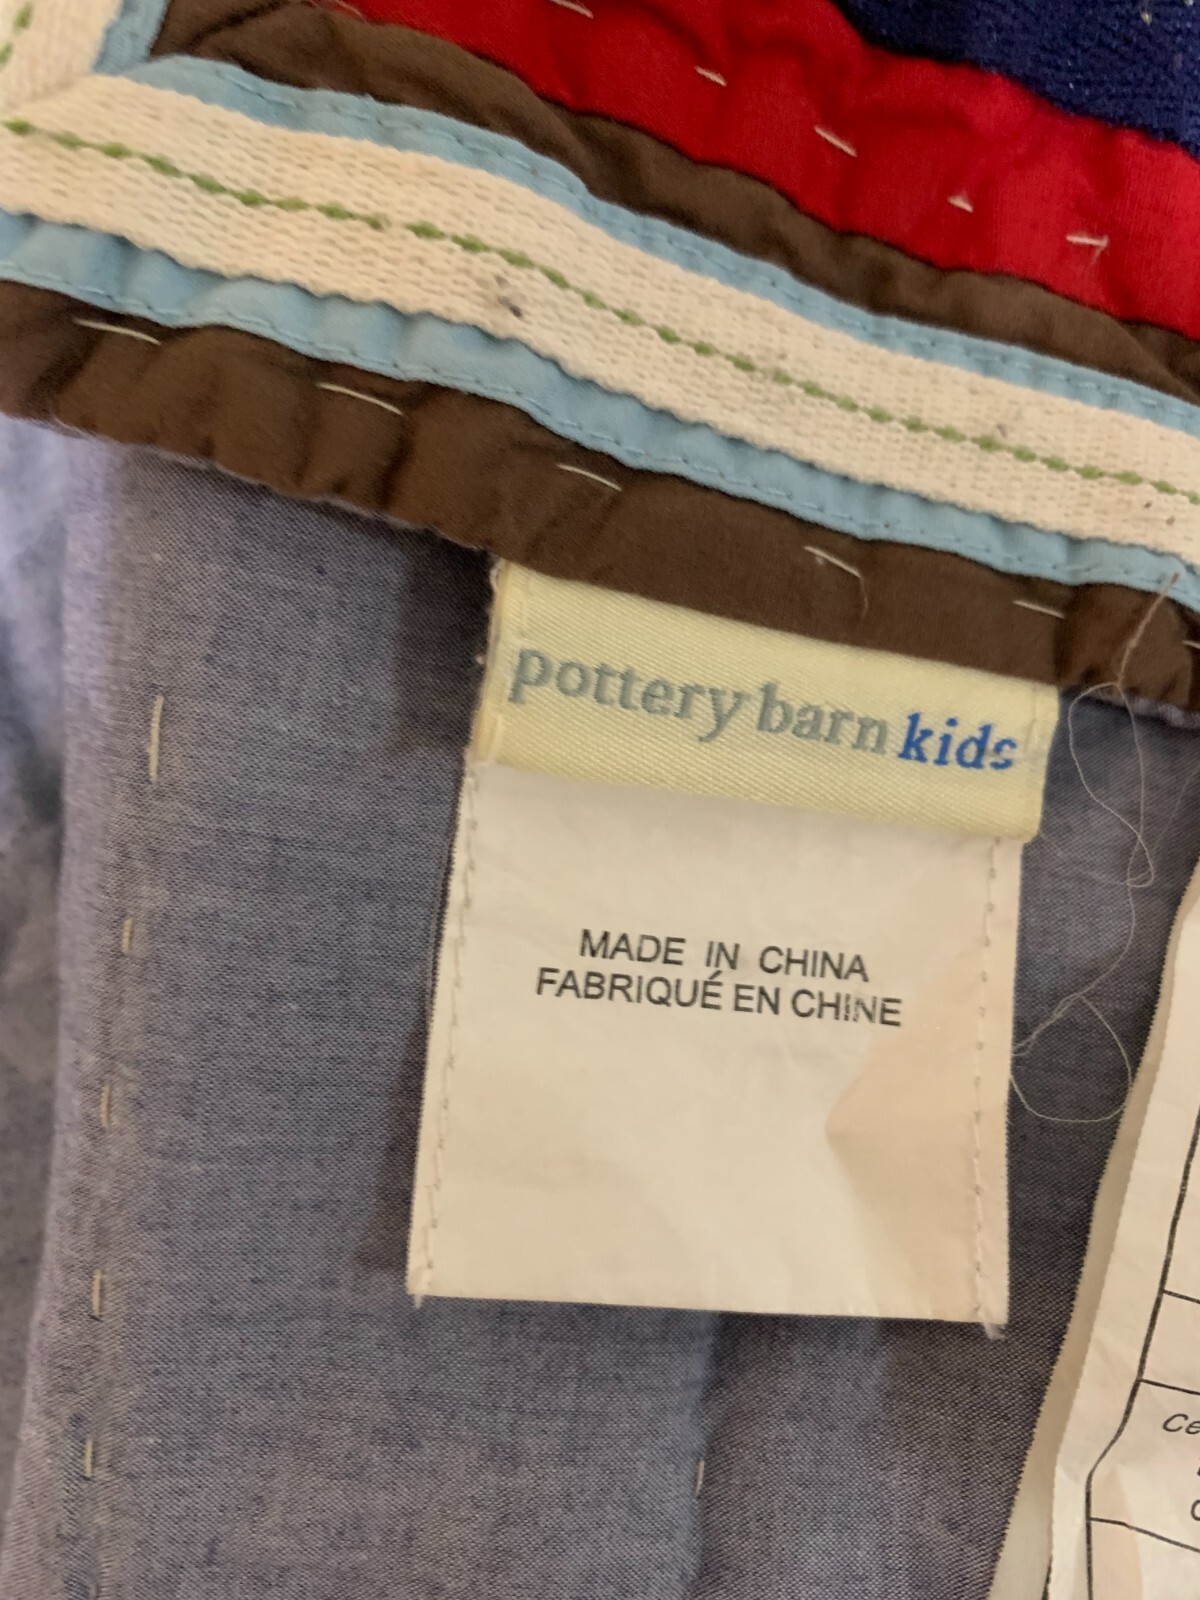 pottery barn kids
MADE IN CHINA
FABRIQUÉ EN CHINE